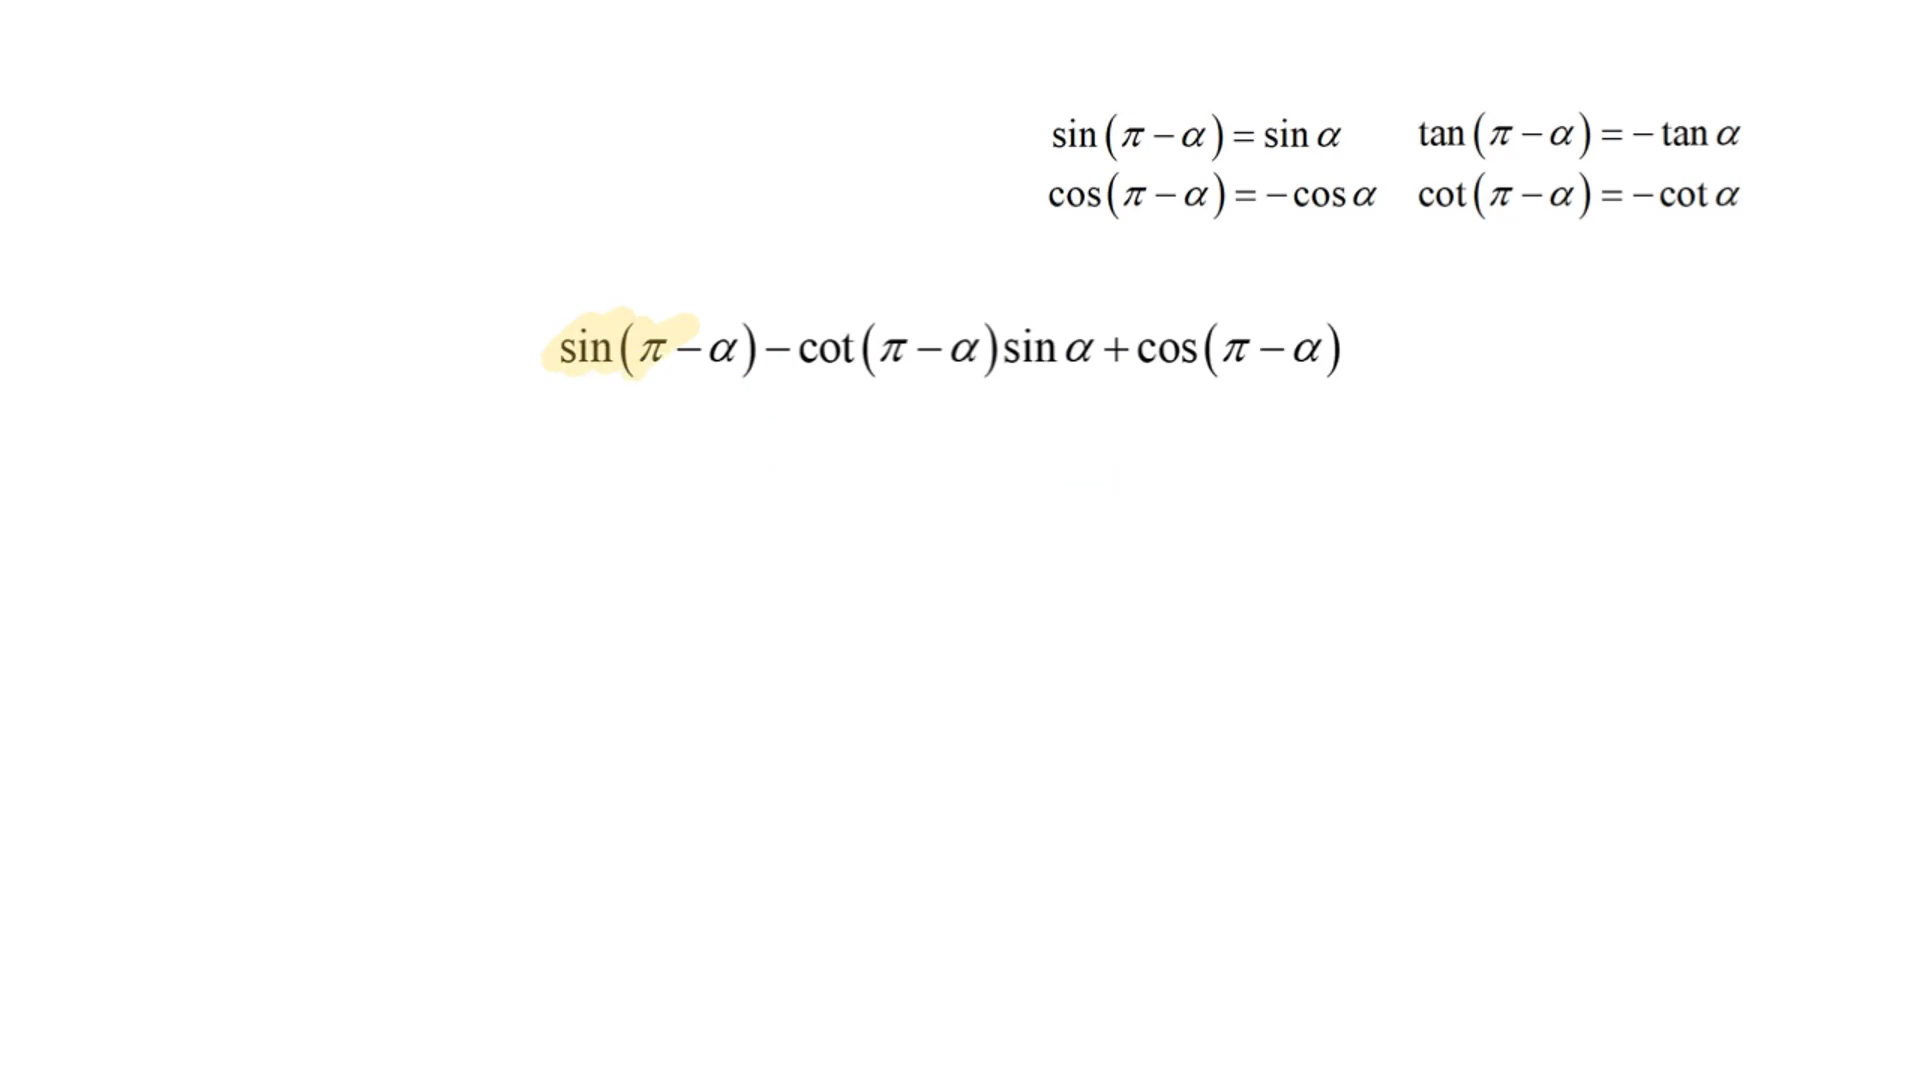 sin(π−α)=sin α tan(π−α)=−tan α
cos(π−α)=−cos α cot(π−α)=−cot α
sin(π−α)−cot(π−α)sin α+cos(π−α)